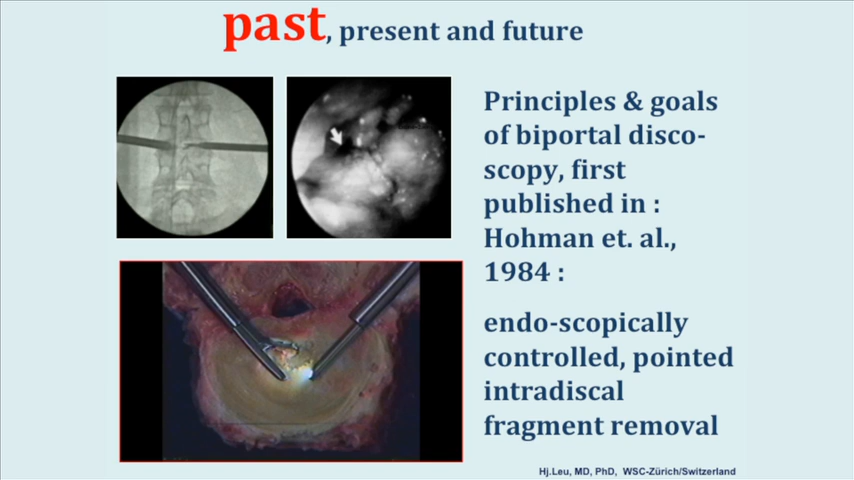 past, present and future
Principles & goals
of biportal disco-
scopy, first
published in :
Hohman et. al.,
1984 :
endo-scopically
controlled, pointed
intradiscal
fragment removal
Hj.Leu, MD, PhD, WSC-Zürich/Switzerland